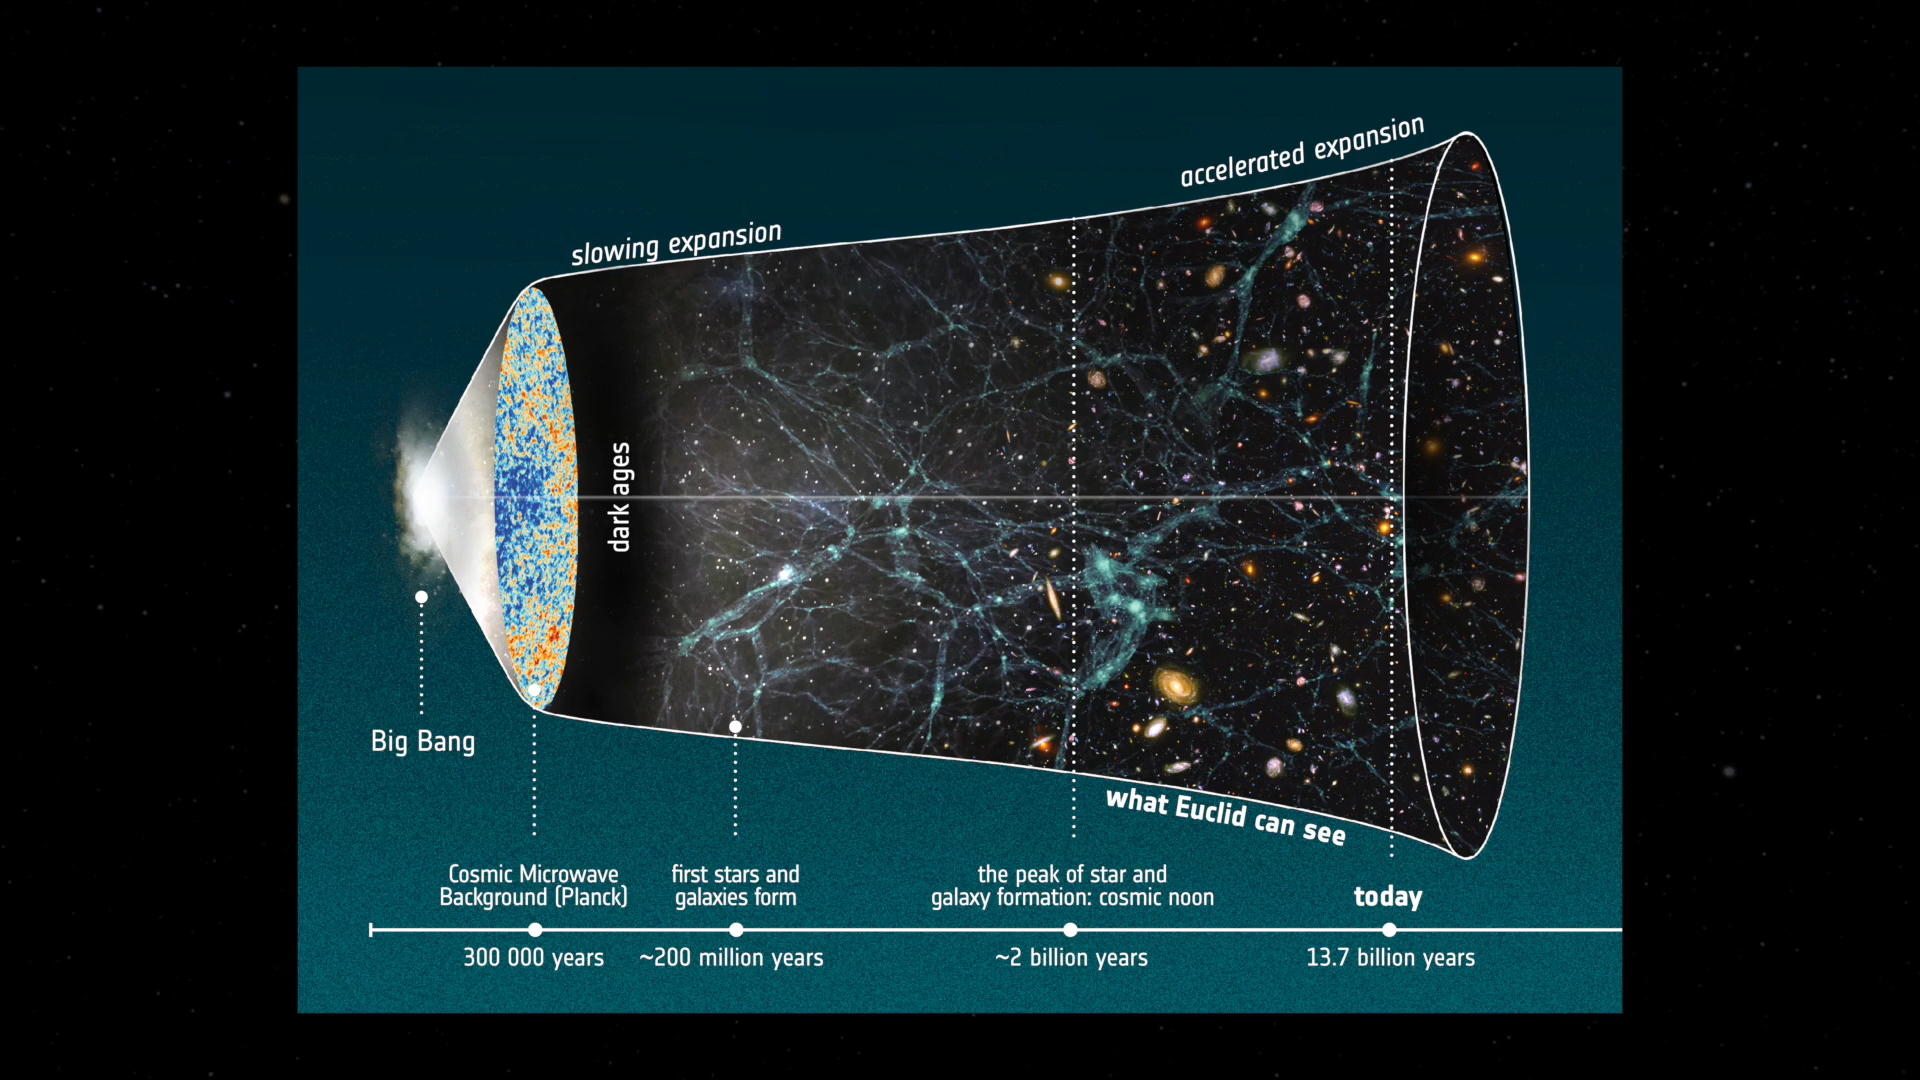 accelerated expansion
slowing expansion
dark ages
Big Bang
what Euclid can see
Cosmic Microwave
Background (Planck)
first stars and
galaxies form
the peak of star and
galaxy formation: cosmic noon
today
300 000 years
~200 million years
~2 billion years
13.7 billion years